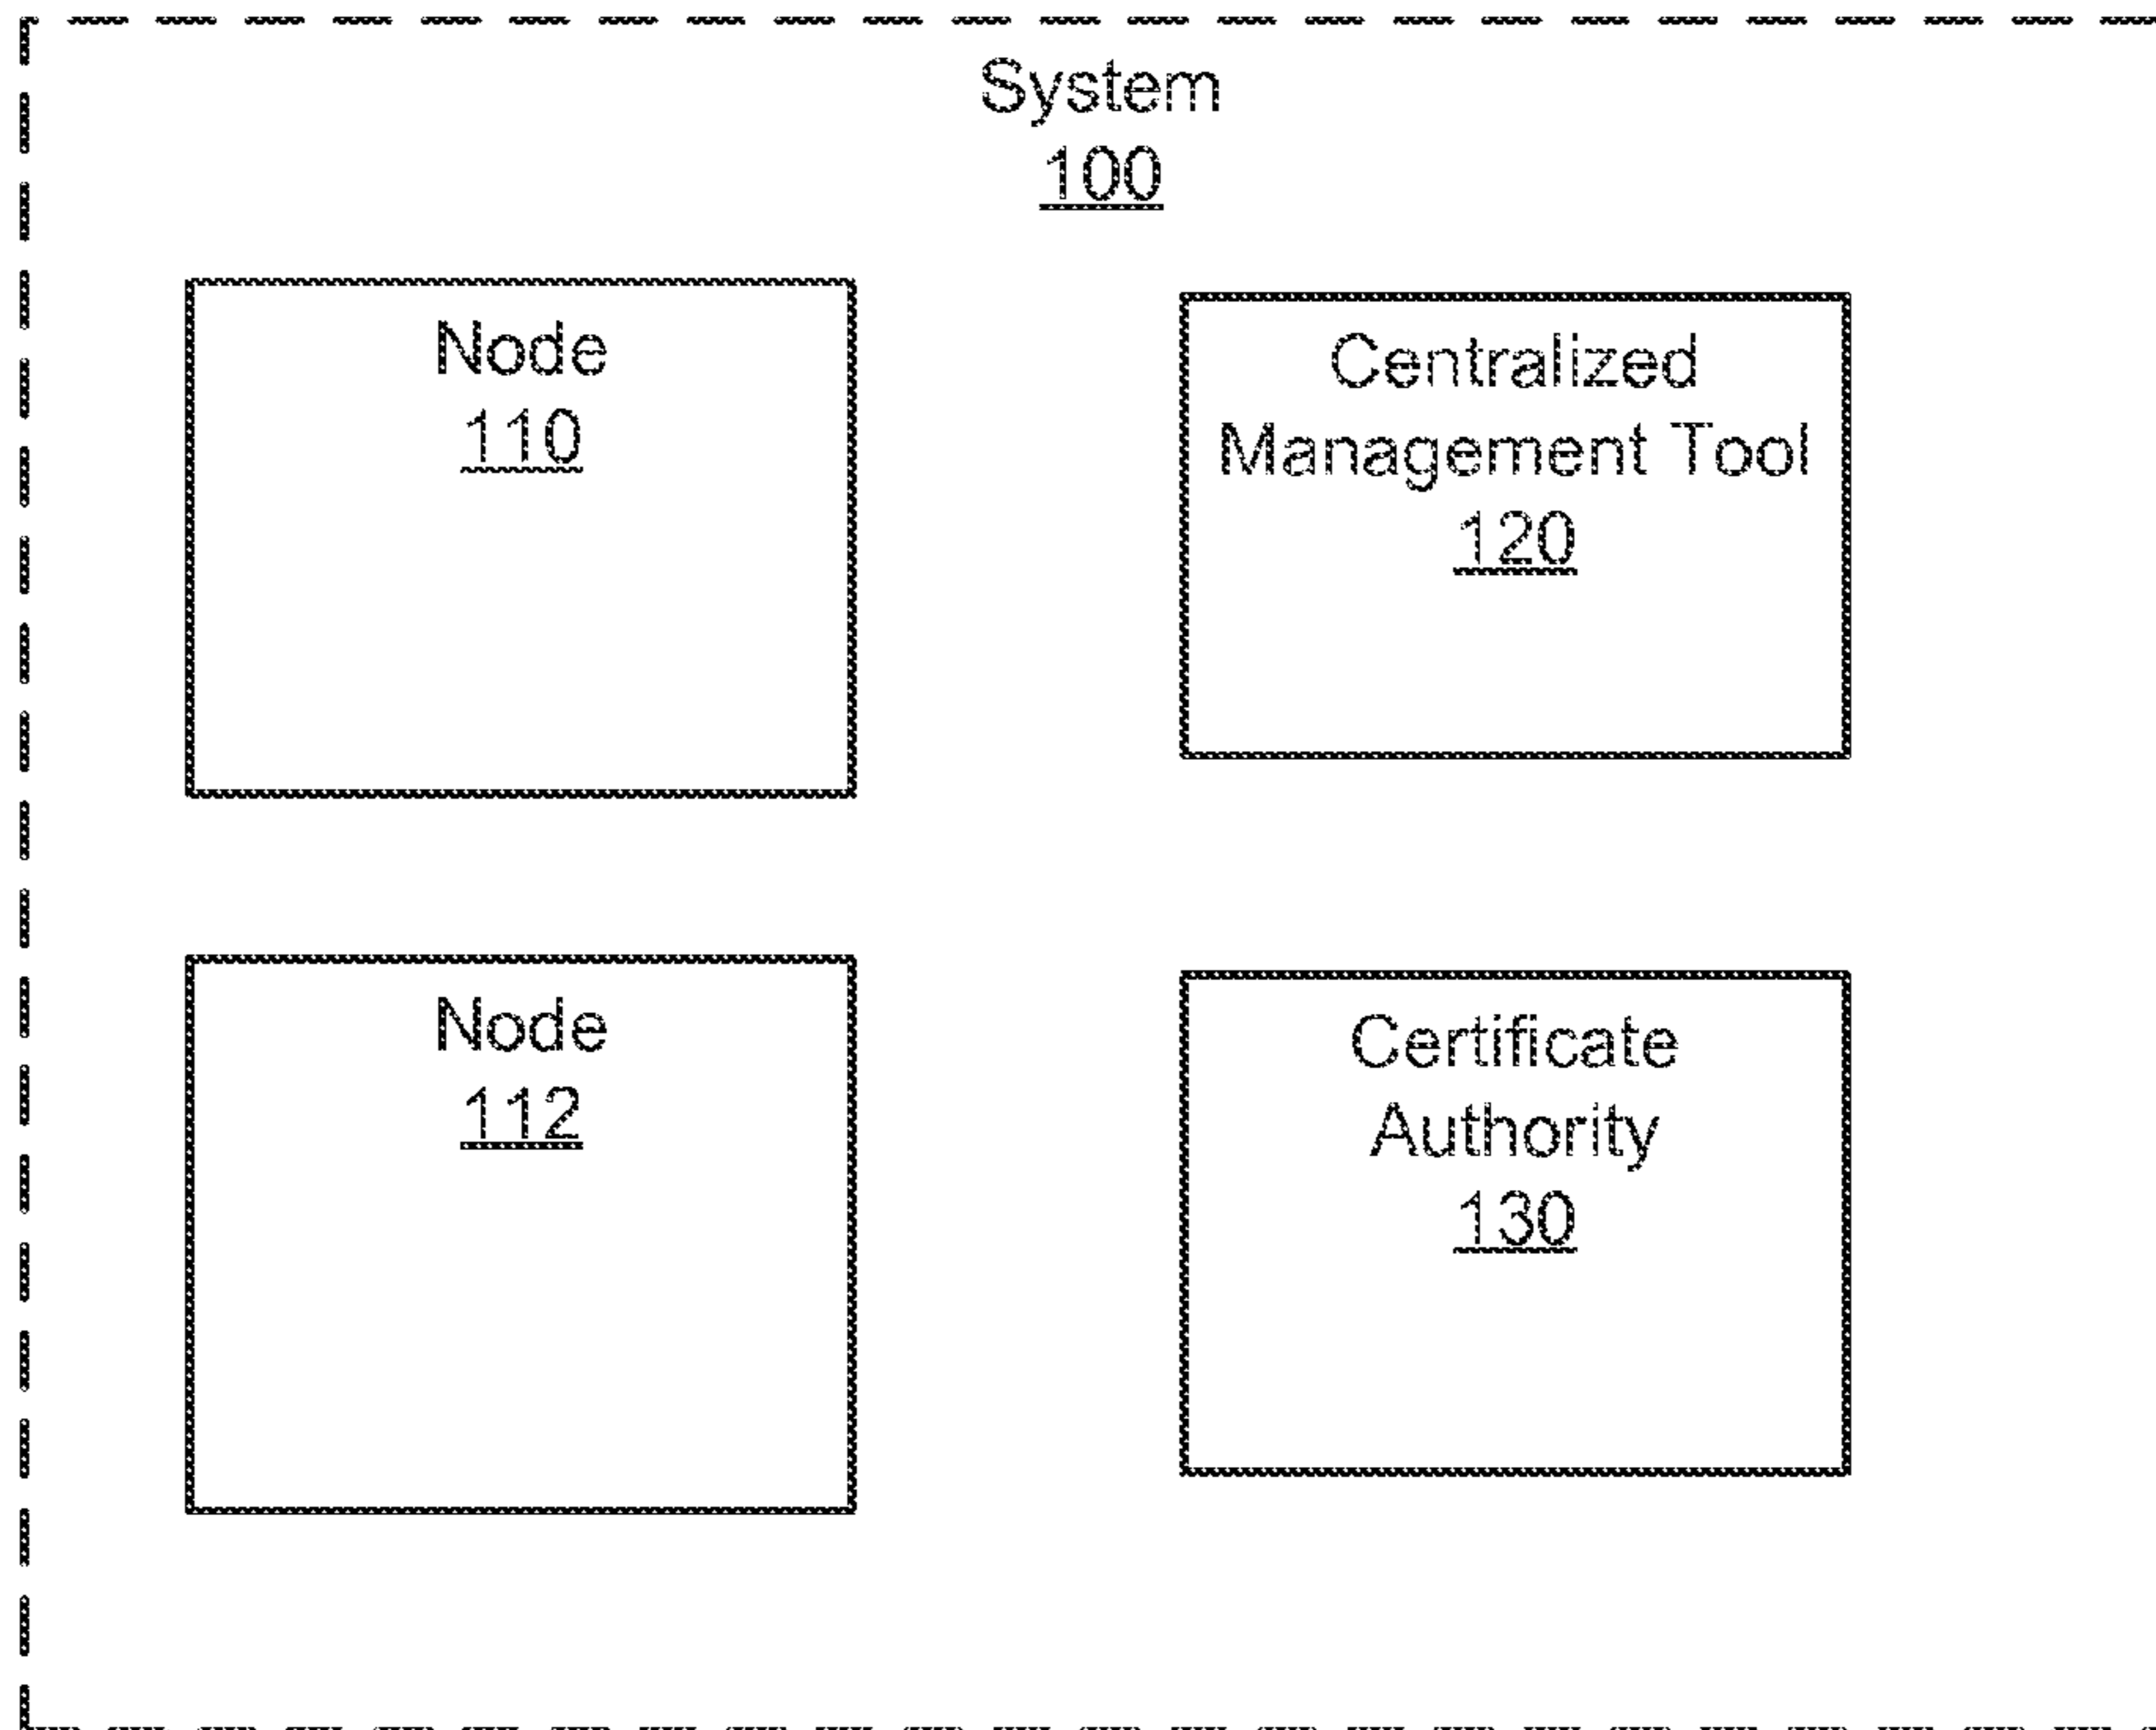 System
100
Node
110
Centralized
Management Tool
120
Node
112
Certificate
Authority
130